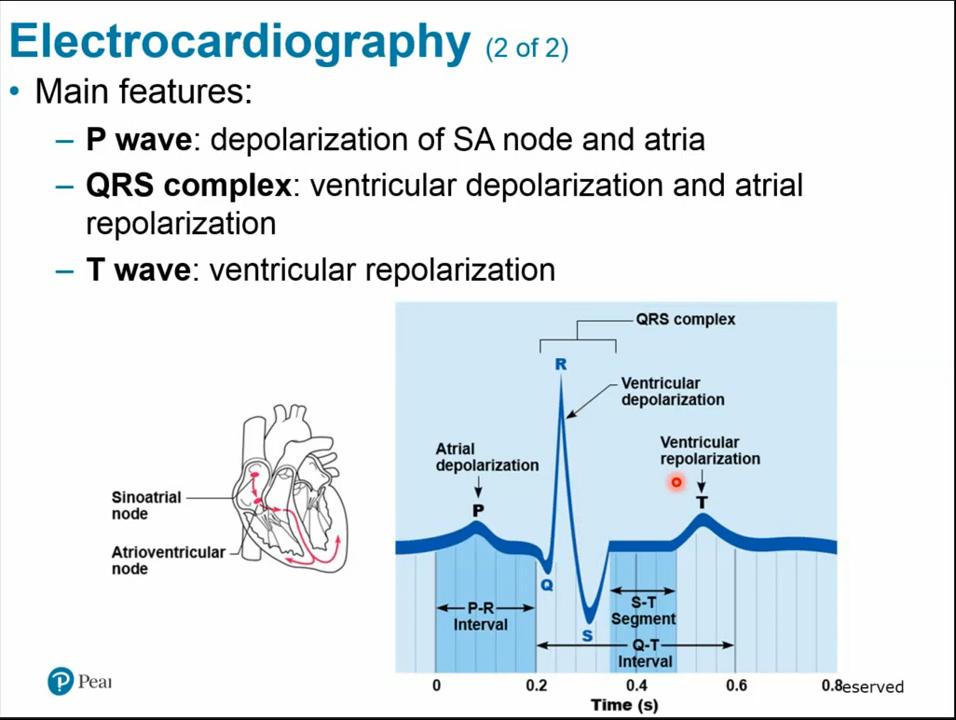 Electrocardiography (2 of 2)
• Main features:
– P wave: depolarization of SA node and atria
– QRS complex: ventricular depolarization and atrial
repolarization
– T wave: ventricular repolarization
QRS complex
R
Ventricular
depolarization
Atrial
depolarization
P
Ventricular
repolarization
T
Sinoatrial
node
Atrioventricular
node
Q
S
P-R
Interval
S-T
Segment
Q-T
Interval
0 0.2 0.4 0.6 0.8
Time (s)
P Pear
eserved